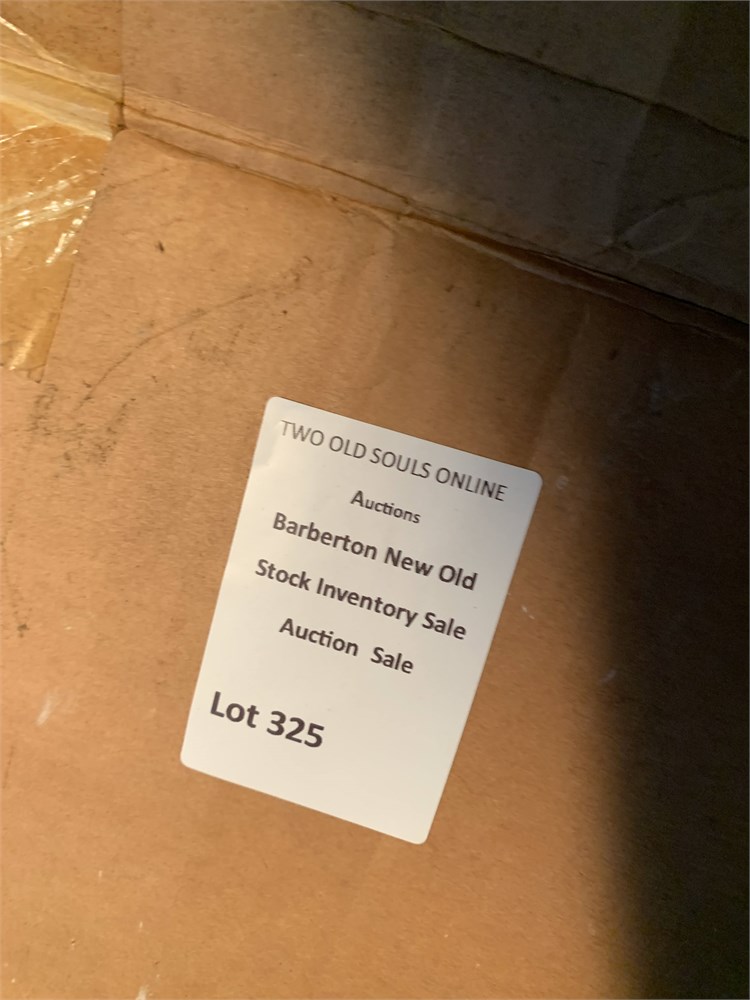 TWO OLD SOULS ONLINE
Auctions
Barberton New Old
Stock Inventory Sale
Auction Sale
Lot 325